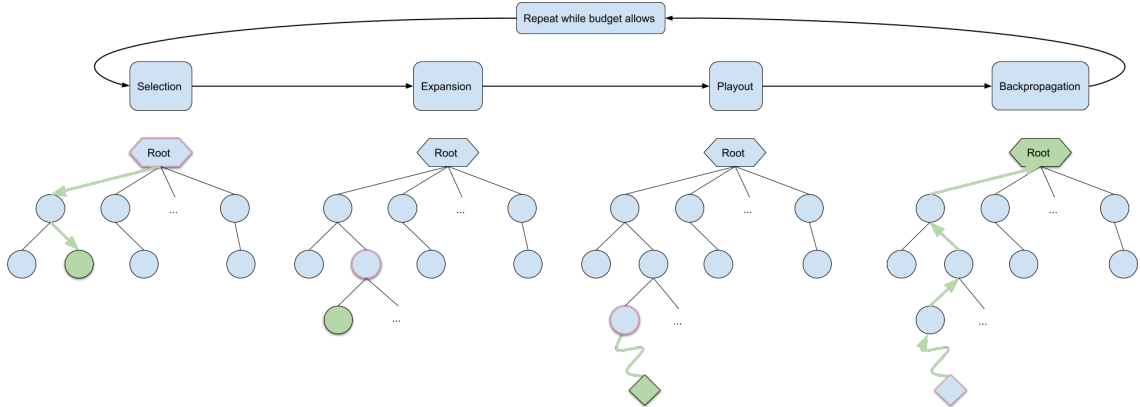 Repeat while budget allows
Selection
Expansion
Playout
Backpropagation
Root
Root
Root
Root
...
...
...
...
...
...
...